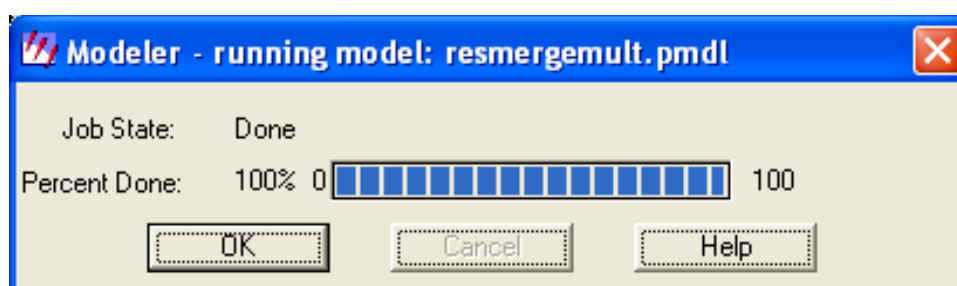 Modeler - running model: resmergemult.pmdl
Job State: Done
Percent Done: 100% 0 100
OK Cancel Help